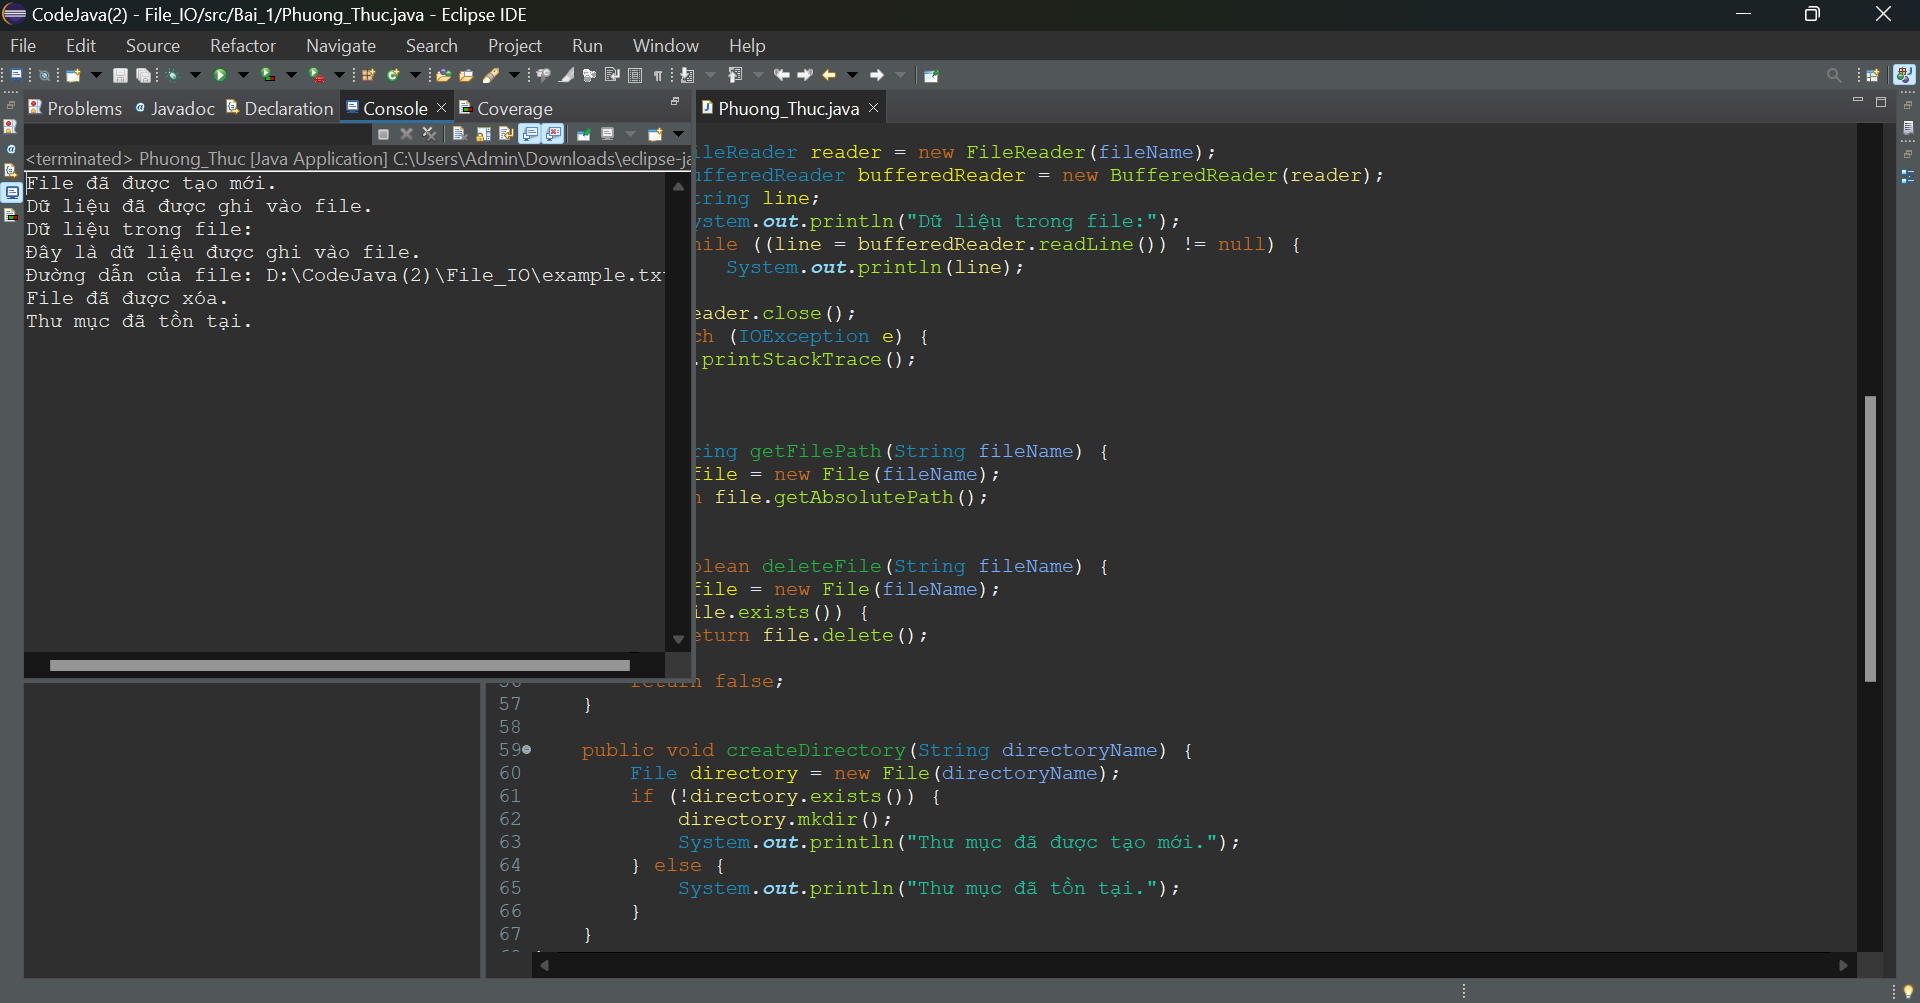 CodeJava(2) - File_IO/src/Bai_1/Phuong_Thuc.java - Eclipse IDE
File Edit Source Refactor Navigate Search Project Run Window Help
Problems Javadoc Declaration Console Coverage
<terminated> Phuong_Thuc [Java Application] C:\Users\Admin\Downloads\eclipse-ja
File đã được tạo mới.
Dữ liệu đã được ghi vào file.
Dữ liệu trong file:
Đây là dữ liệu được ghi vào file.
Đường dẫn của file: D:\CodeJava(2)\File_IO\example.tx
File đã được xóa.
Thư mục đã tồn tại.
Phuong_Thuc.java
ileReader reader = new FileReader(fileName);
ufferedReader bufferedReader = new BufferedReader(reader);
tring line;
ystem.out.println("Dữ liệu trong file:");
hile ((line = bufferedReader.readLine()) != null) {
System.out.println(line);
eader.close();
ch (IOException e) {
.printStackTrace();
ring getFilePath(String fileName) {
file = new File(fileName);
n file.getAbsolutePath();
olean deleteFile(String fileName) {
file = new File(fileName);
ile.exists()) {
eturn file.delete();
return false;
57 }
58
59 public void createDirectory(String directoryName) {
60 File directory = new File(directoryName);
61 if (!directory.exists()) {
62 directory.mkdir();
63 System.out.println("Thư mục đã được tạo mới.");
64 } else {
65 System.out.println("Thư mục đã tồn tại.");
66 }
67 }